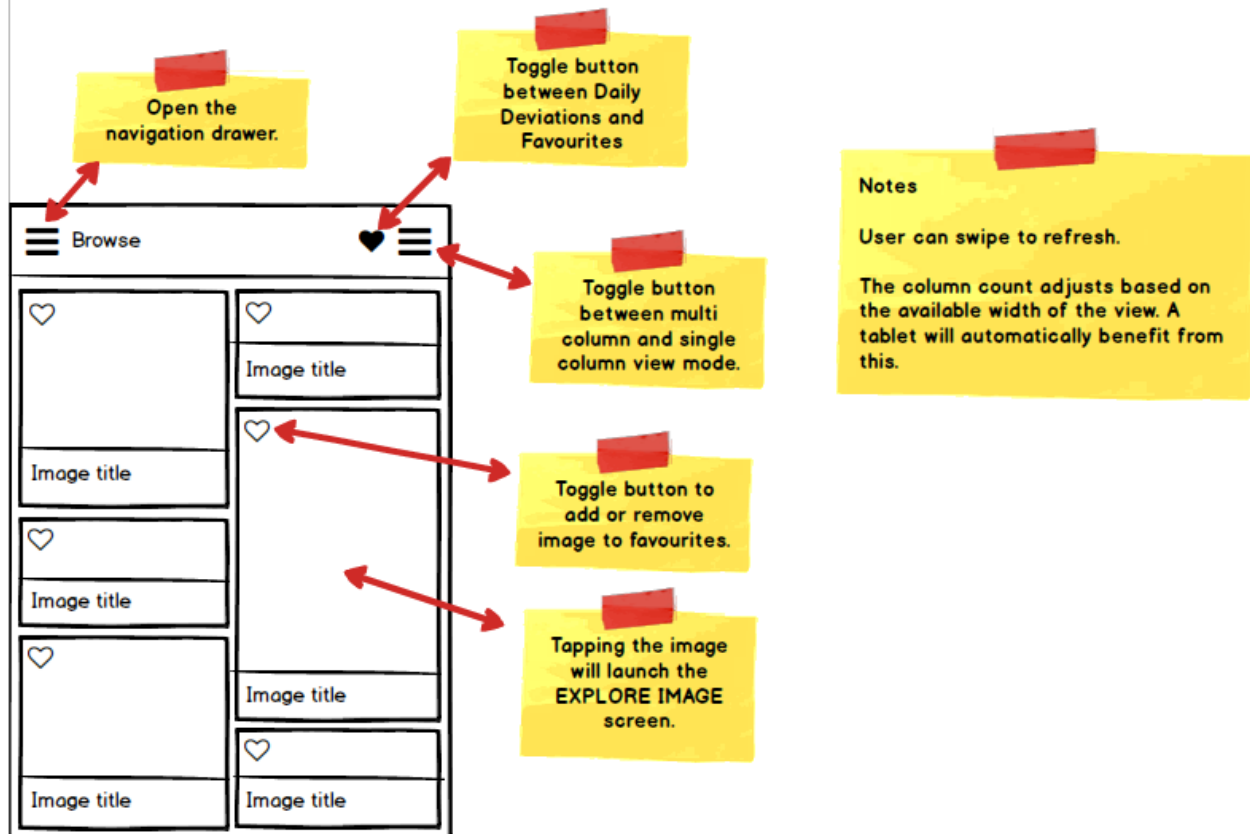 Open the
navigation drawer.
Toggle button
between Daily
Deviations and
Favourites
Notes
User can swipe to refresh.
The column count adjusts based on
the available width of the view. A
tablet will automatically benefit from
this.
Browse
Toggle button
between multi
column and single
column view mode.
Image title
Image title
Toggle button to
add or remove
image to favourites.
Image title
Tapping the image
will launch the
EXPLORE IMAGE
screen.
Image title
Image title
Image title